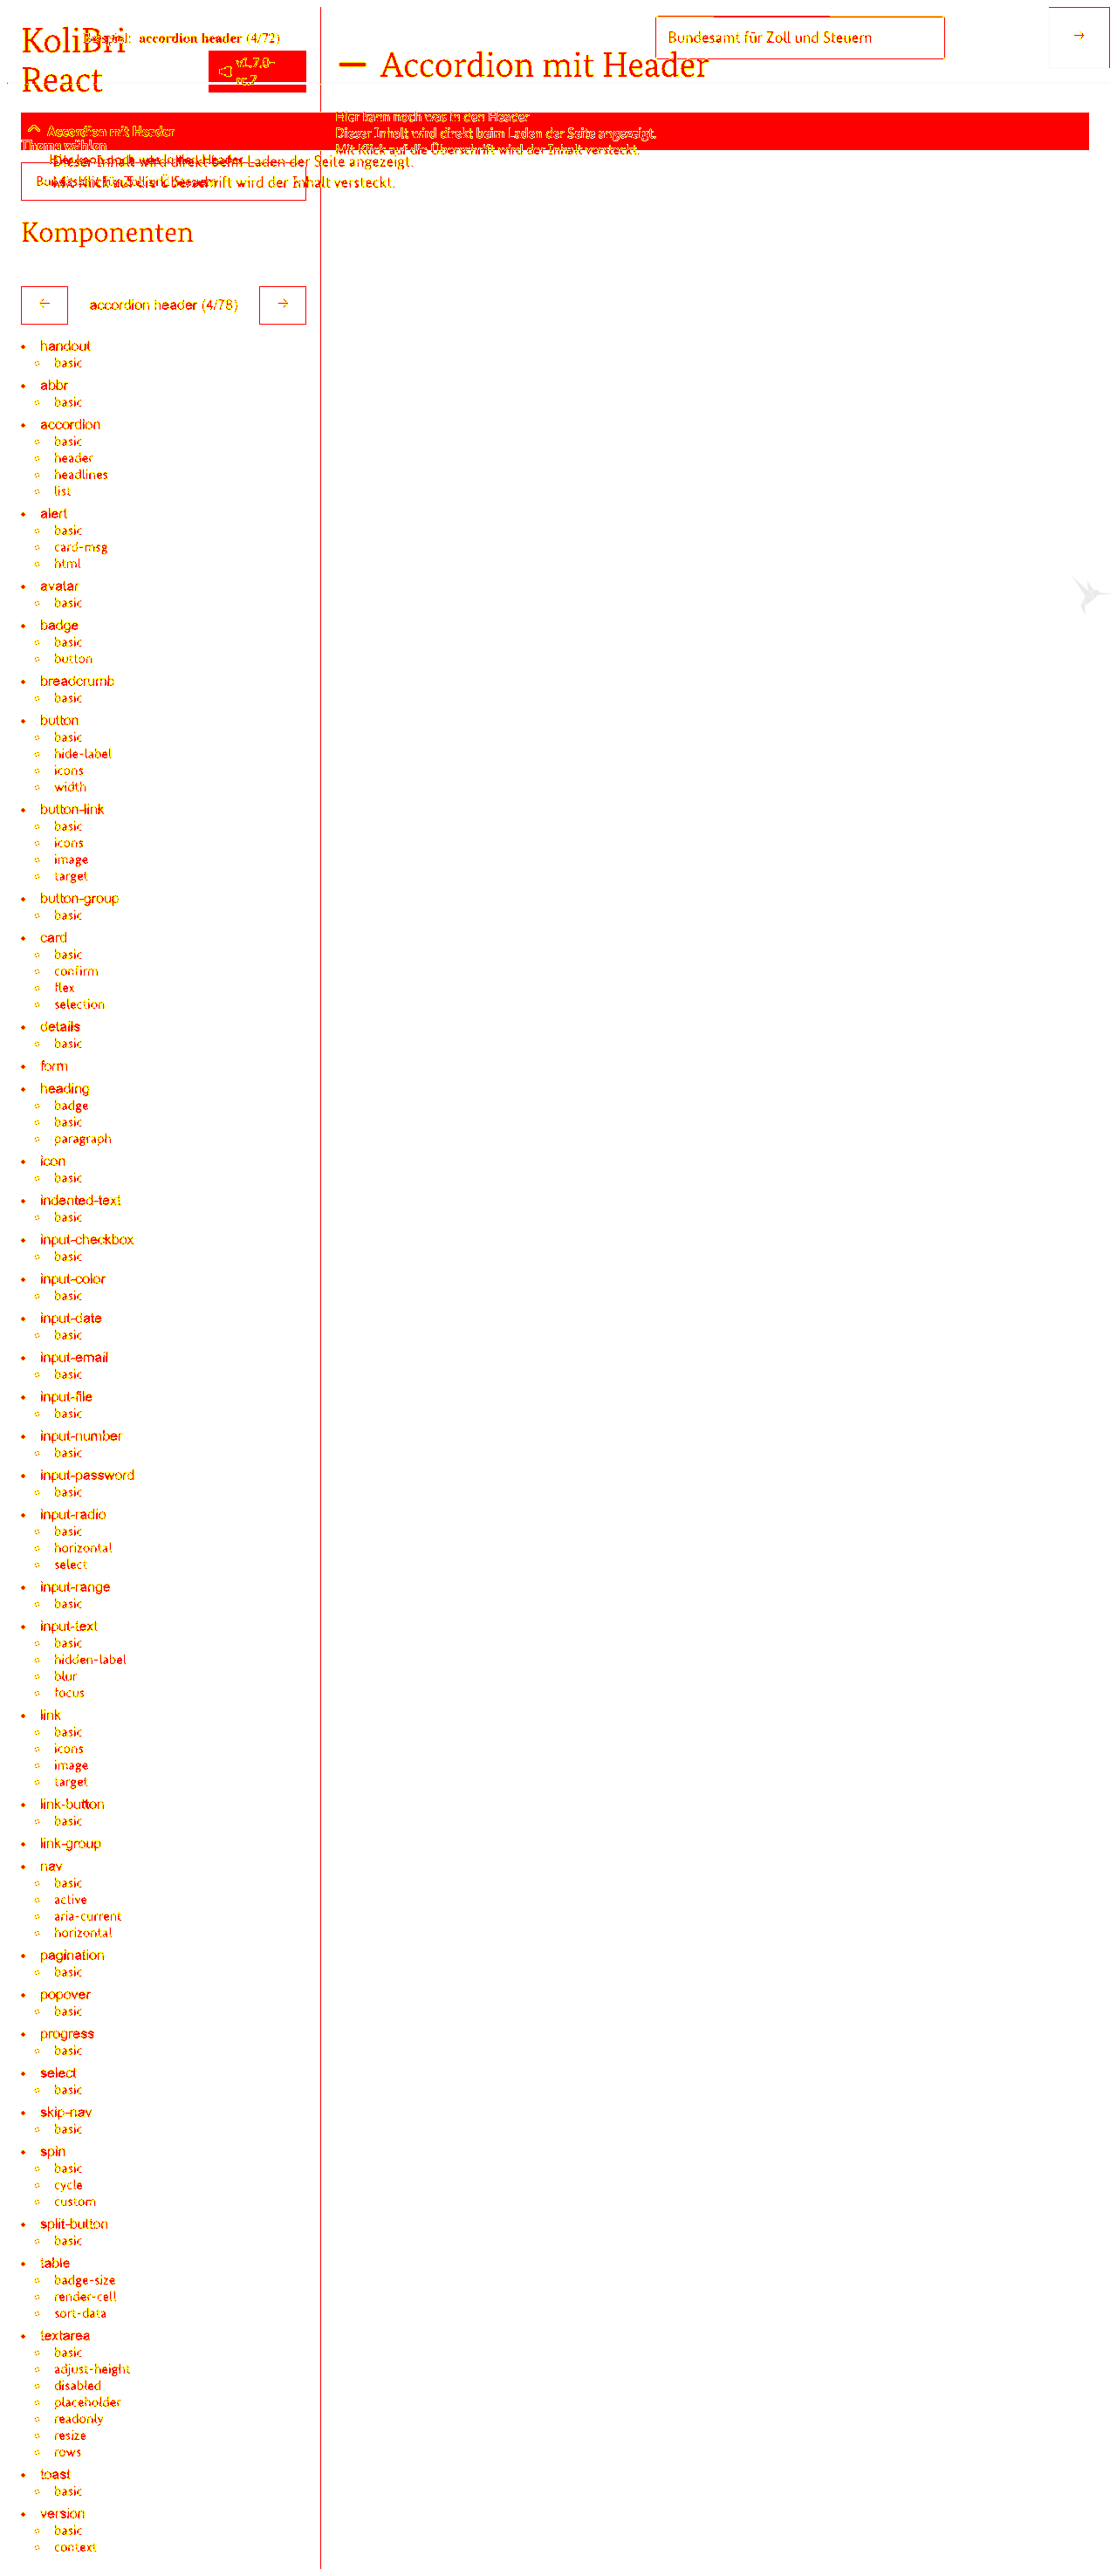 KoliBri
Beispiel: accordion header (4/72)
React
v1.7.0-
rc.2
— Accordion mit Header
Bundesamt für Zoll und Steuern
→
Accordion mit Header
Hier kann noch was in den Header
Dieser Inhalt wird direkt beim Laden der Seite angezeigt.
Mit Klick auf die Überschrift wird der Inhalt versteckt.
Theme wählen
Hier kann noch was in den Header
Dieser Inhalt wird direkt beim Laden der Seite angezeigt.
Bundesamt für Zoll und Steuern
Mit Klick auf die Überschrift wird der Inhalt versteckt.
Komponenten
← accordion header (4/78) →
• handout
◦ basic
• abbr
◦ basic
• accordion
◦ basic
◦ header
◦ headlines
◦ list
• alert
◦ basic
◦ card-msg
◦ html
• avatar
◦ basic
• badge
◦ basic
◦ button
• breadcrumb
◦ basic
• button
◦ basic
◦ hide-label
◦ icons
◦ width
• button-link
◦ basic
◦ icons
◦ image
◦ target
• button-group
◦ basic
• card
◦ basic
◦ confirm
◦ flex
◦ selection
• details
◦ basic
• form
• heading
◦ badge
◦ basic
◦ paragraph
• icon
◦ basic
• indented-text
◦ basic
• input-checkbox
◦ basic
• input-color
◦ basic
• input-date
◦ basic
• input-email
◦ basic
• input-file
◦ basic
• input-number
◦ basic
• input-password
◦ basic
• input-radio
◦ basic
◦ horizontal
◦ select
• input-range
◦ basic
• input-text
◦ basic
◦ hidden-label
◦ blur
◦ focus
• link
◦ basic
◦ icons
◦ image
◦ target
• link-button
◦ basic
• link-group
• nav
◦ basic
◦ active
◦ aria-current
◦ horizontal
• pagination
◦ basic
• popover
◦ basic
• progress
◦ basic
• select
◦ basic
• skip-nav
◦ basic
• spin
◦ basic
◦ cycle
◦ custom
• split-button
◦ basic
• table
◦ badge-size
◦ render-cell
◦ sort-data
• textarea
◦ basic
◦ adjust-height
◦ disabled
◦ placeholder
◦ readonly
◦ resize
◦ rows
• toast
◦ basic
• version
◦ basic
◦ context